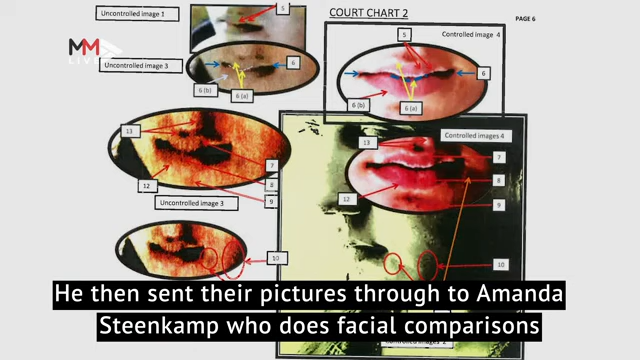 COURT CHART 2
PAGE 6
Uncontrolled image 1
5
Controlled image 4
5
MM
LIVE
Uncontrolled image 3
6
6
6 (b)
6 (a)
6 (b)
6 (a)
13
13
Controlled images 4
7
7
8
8
12
12
9
9
Uncontrolled image 3
10
10
He then sent their pictures through to Amanda
Steenkamp who does facial comparisons